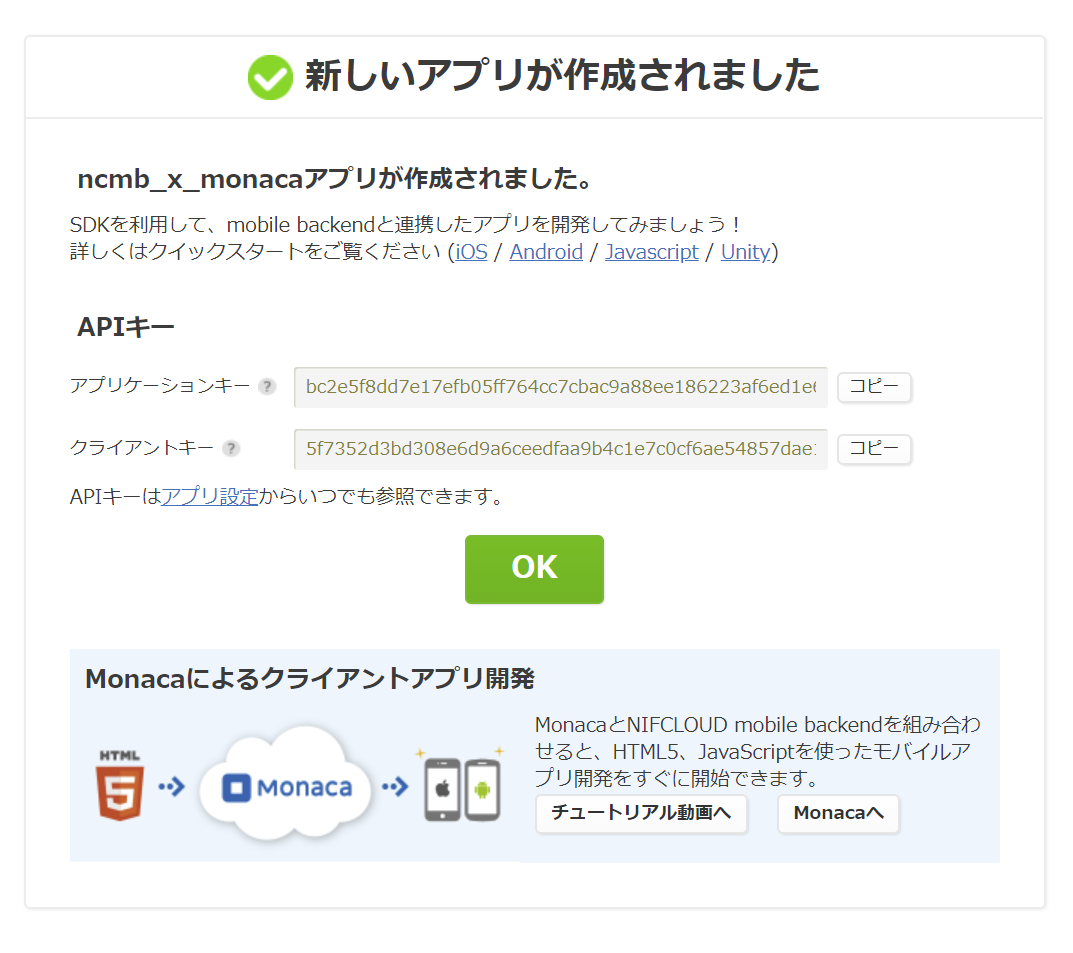 新しいアプリが作成されました
ncmb_x_monacaアプリが作成されました。
SDKを利用して、mobile backendと連携したアプリを開発してみましょう！
詳しくはクイックスタートをご覧ください (iOS / Android / Javascript / Unity)
APIキー
アプリケーションキー ? bc2e5f8dd7e17efb05ff764cc7cbac9a88ee186223af6ed1e6 コピー
クライアントキー ? 5f7352d3bd308e6d9a6ceedfaa9b4c1e7c0cf6ae54857dae1 コピー
APIキーはアプリ設定からいつでも参照できます。
OK
Monacaによるクライアントアプリ開発
HTML
5
Monaca
MonacaとNIFCLOUD mobile backendを組み合わ
せると、HTML5、JavaScriptを使ったモバイルア
プリ開発をすぐに開始できます。
チュートリアル動画へ Monacaへ